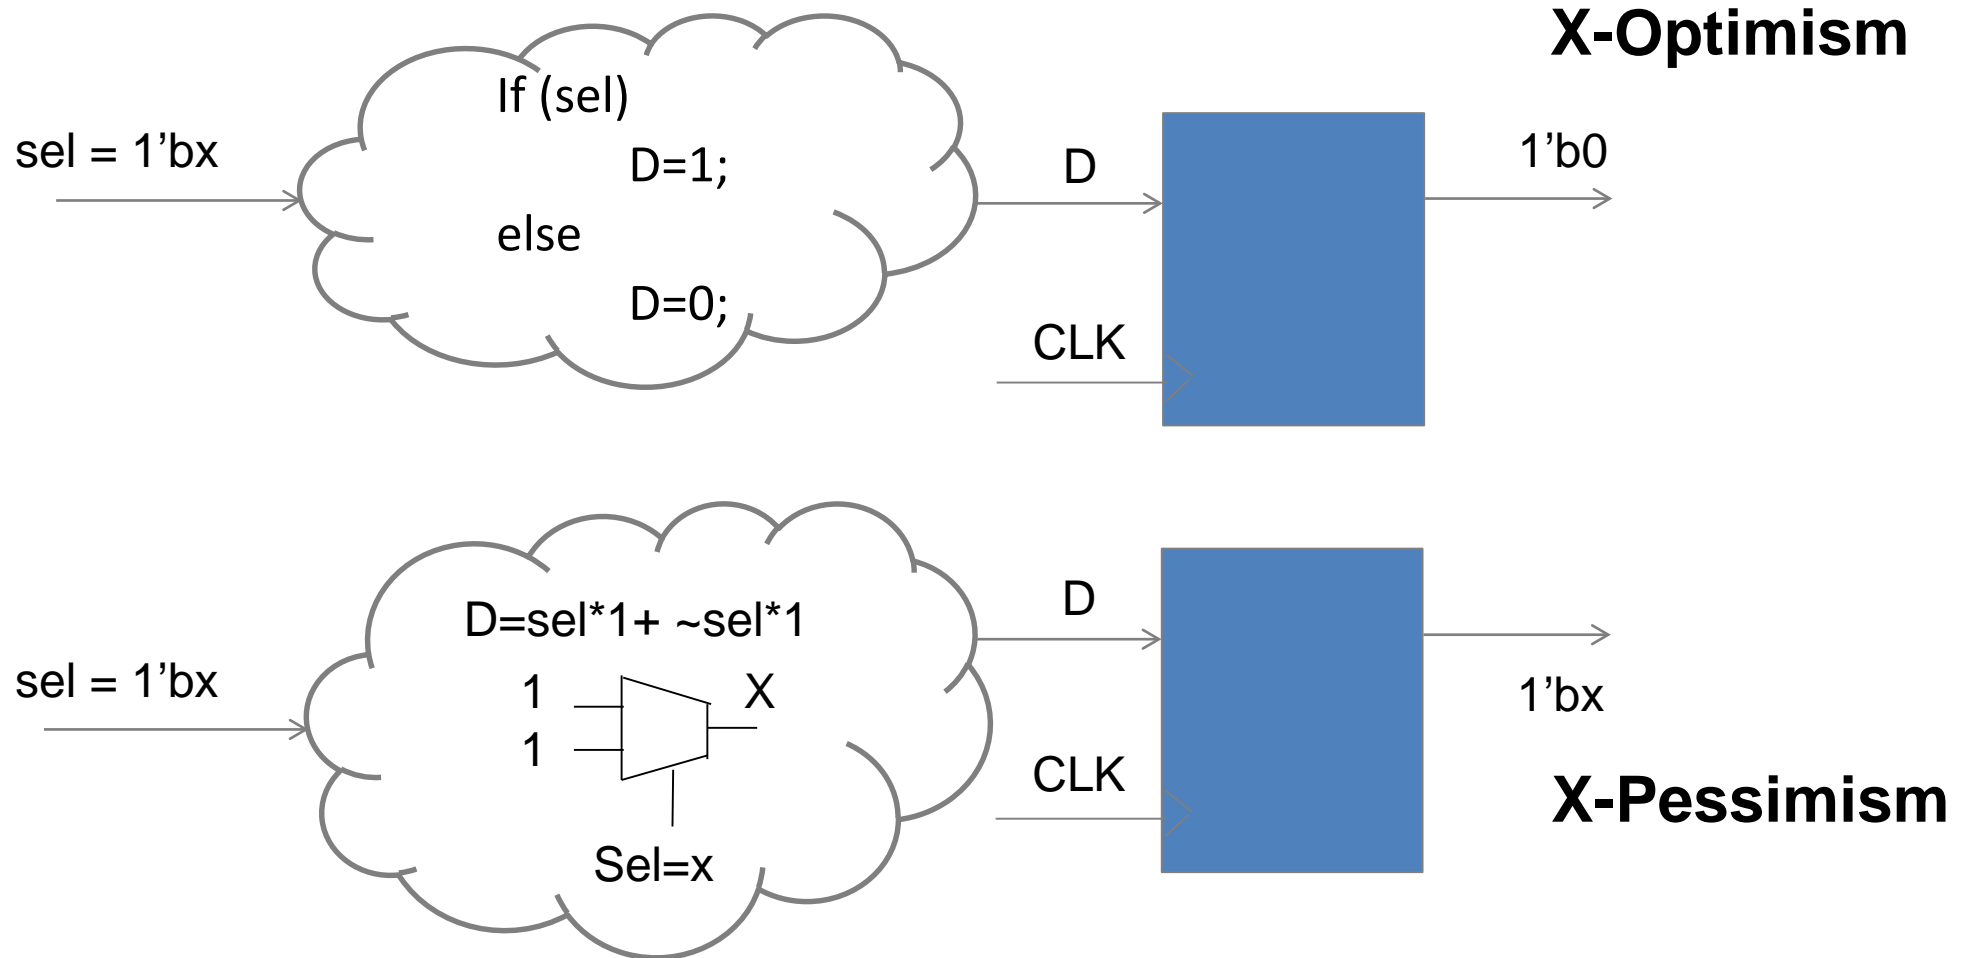 X-Optimism
If (sel)
sel = 1’bx
D=1;
D
1’b0
else
D=0;
CLK
D=sel*1+ ~sel*1
D
sel = 1’bx
1
X
1’bx
1
CLK
X-Pessimism
Sel=x